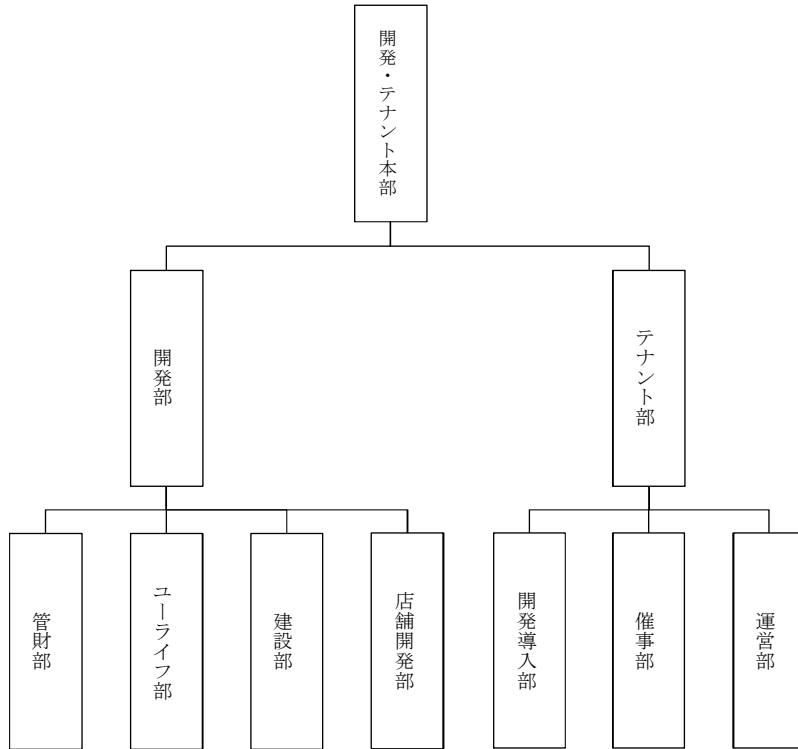 開発・テナント本部
開発部
テナント部
管財部
ユーライフ部
建設部
店舗開発部
開発導入部
催事部
運営部